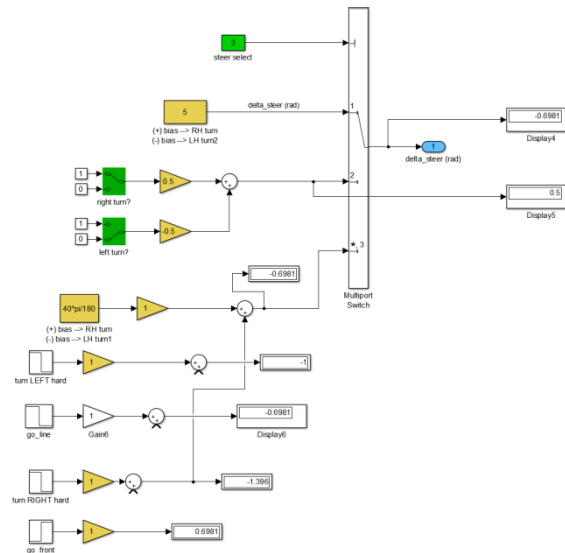 3
steer select
5
delta_steer (rad)
1
(+) bias --> RH turn
(-) bias --> LH turn2
-0.6981
Display4
1
delta_steer (rad)
1
0
right turn?
0.5
+
+
2
0.5
Display5
1
0
left turn?
-0.5
*, 3
-0.6981
Multiport
Switch
40*pi/180
1
+
+
(+) bias --> RH turn
(-) bias --> LH turn1
1
+
+
-1
turn LEFT hard
1
+
+
-0.6981
go_line
Gain6
Display6
1
+
+
-1.396
turn RIGHT hard
1
0.6981
go_front